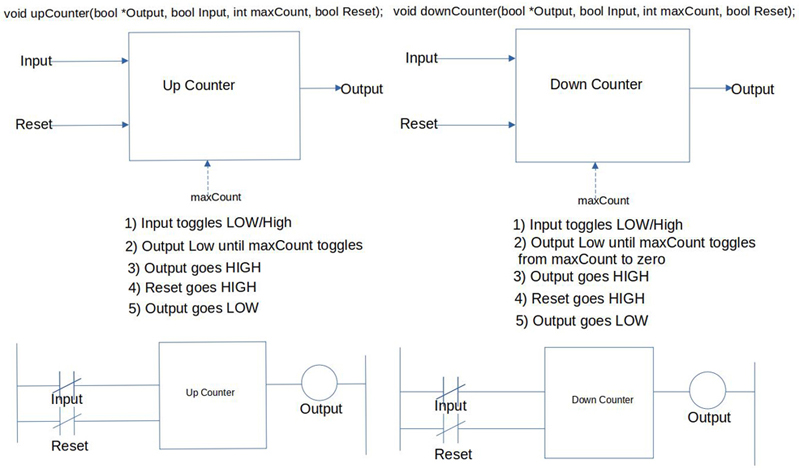 void upCounter(bool *Output, bool Input, int maxCount, bool Reset);
Input
Reset
Up Counter
Output
maxCount
1) Input toggles LOW/High
2) Output Low until maxCount toggles
3) Output goes HIGH
4) Reset goes HIGH
5) Output goes LOW
Input
Reset
Up Counter
Output
void downCounter(bool *Output, bool Input, int maxCount, bool Reset);
Input
Reset
Down Counter
Output
maxCount
1) Input toggles LOW/High
2) Output Low until maxCount toggles
from maxCount to zero
3) Output goes HIGH
4) Reset goes HIGH
5) Output goes LOW
Input
Reset
Down Counter
Output